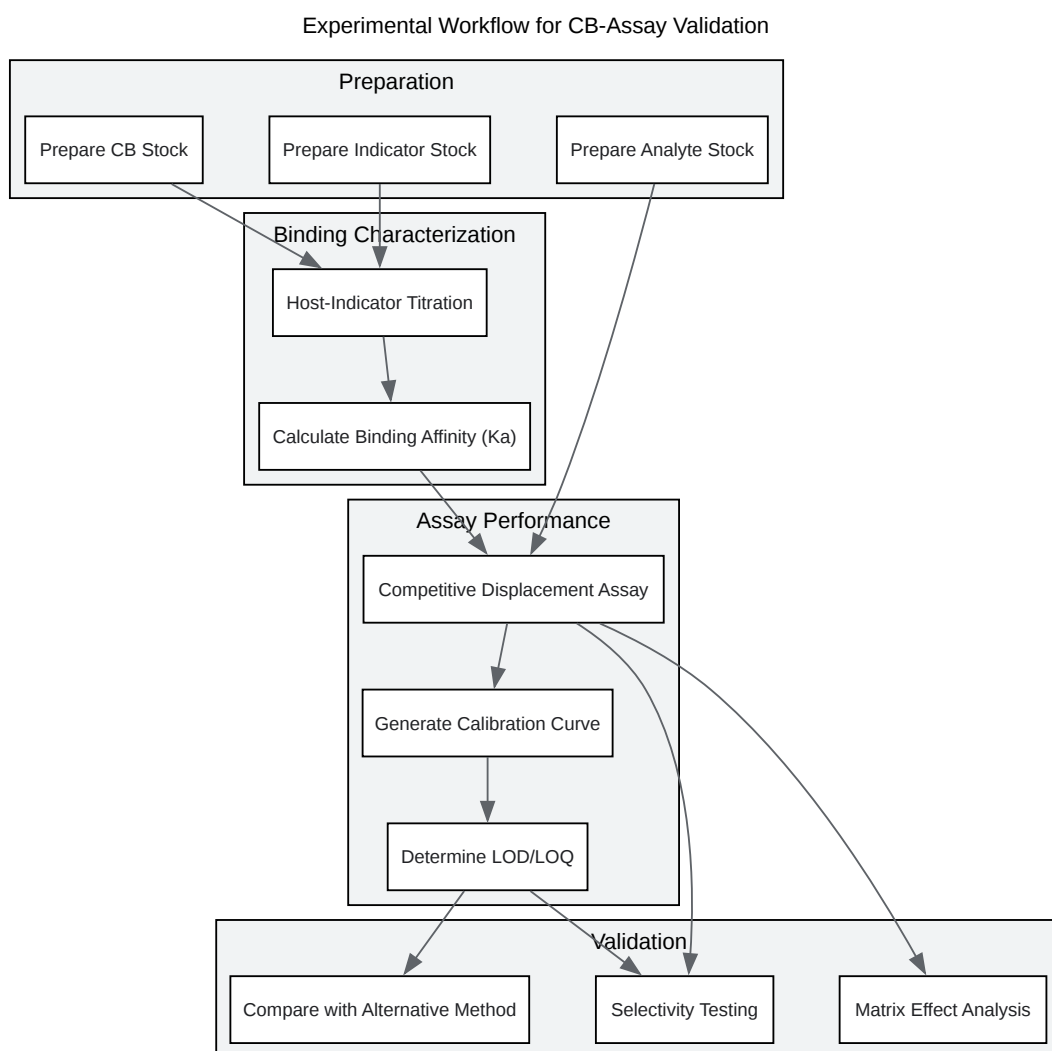 Experimental Workflow for CB-Assay Validation
Preparation
Prepare CB Stock
Prepare Indicator Stock
Prepare Analyte Stock
Binding Characterization
Host-Indicator Titration
Calculate Binding Affinity (Ka)
Assay Performance
Competitive Displacement Assay
Generate Calibration Curve
Determine LOD/LOQ
Validation
Compare with Alternative Method
Selectivity Testing
Matrix Effect Analysis